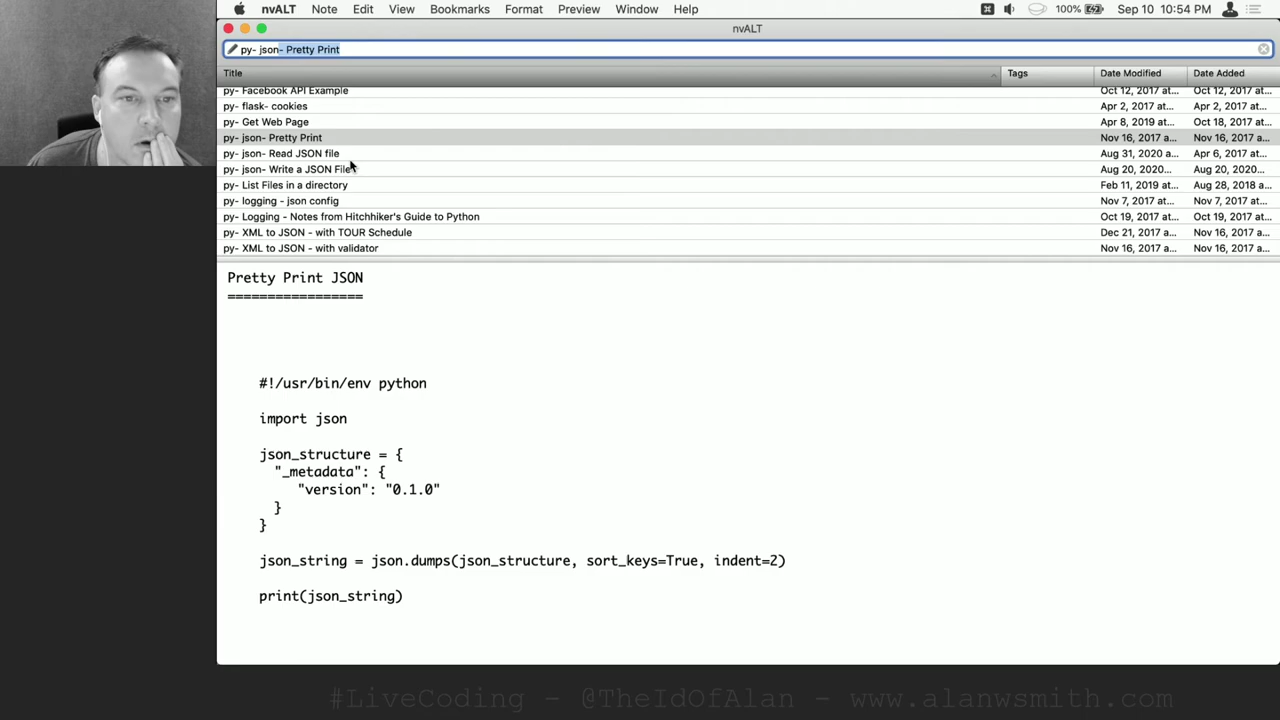 nvALT Note Edit View Bookmarks Format Preview Window Help 100% Sep 10 10:54 PM
nvALT
py- json- Pretty Print
Title Tags Date Modified Date Added
py- Facebook API Example Oct 12, 2017 at... Oct 12, 2017 at...
py- flask- cookies Apr 2, 2017 at... Apr 2, 2017 at...
py- Get Web Page Apr 8, 2019 at... Oct 18, 2017 at...
py- json- Pretty Print Nov 16, 2017 a... Nov 16, 2017 a...
py- json- Read JSON file Aug 31, 2020 a... Apr 6, 2017 at...
py- json- Write a JSON File Aug 20, 2020... Aug 20, 2020...
py- List Files in a directory Feb 11, 2019 at... Aug 28, 2018 a...
py- logging - json config Nov 7, 2017 at... Nov 7, 2017 at...
py- Logging - Notes from Hitchhiker's Guide to Python Oct 19, 2017 at... Oct 19, 2017 at...
py- XML to JSON - with TOUR Schedule Dec 21, 2017 a... Nov 16, 2017 a...
py- XML to JSON - with validator Nov 16, 2017 a... Nov 16, 2017 a...
Pretty Print JSON
=================
#!/usr/bin/env python
import json
json_structure = {
"_metadata": {
"version": "0.1.0"
}
}
json_string = json.dumps(json_structure, sort_keys=True, indent=2)
print(json_string)
#LiveCoding - @TheIdOfAlan - www.alanwsmith.com